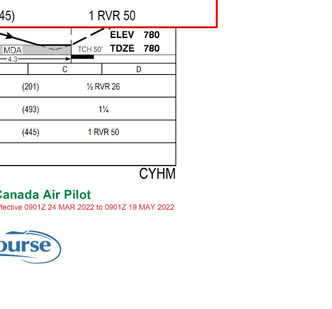 45) 1 RVR 50
ELEV 780
MDA TCH 50' TDZE 780
4.3
C D
(201) ½ RVR 26
(493) 1¼
(445) 1 RVR 50
CYHM
Canada Air Pilot
ffective 0901Z 24 MAR 2022 to 0901Z 19 MAY 2022
ourse